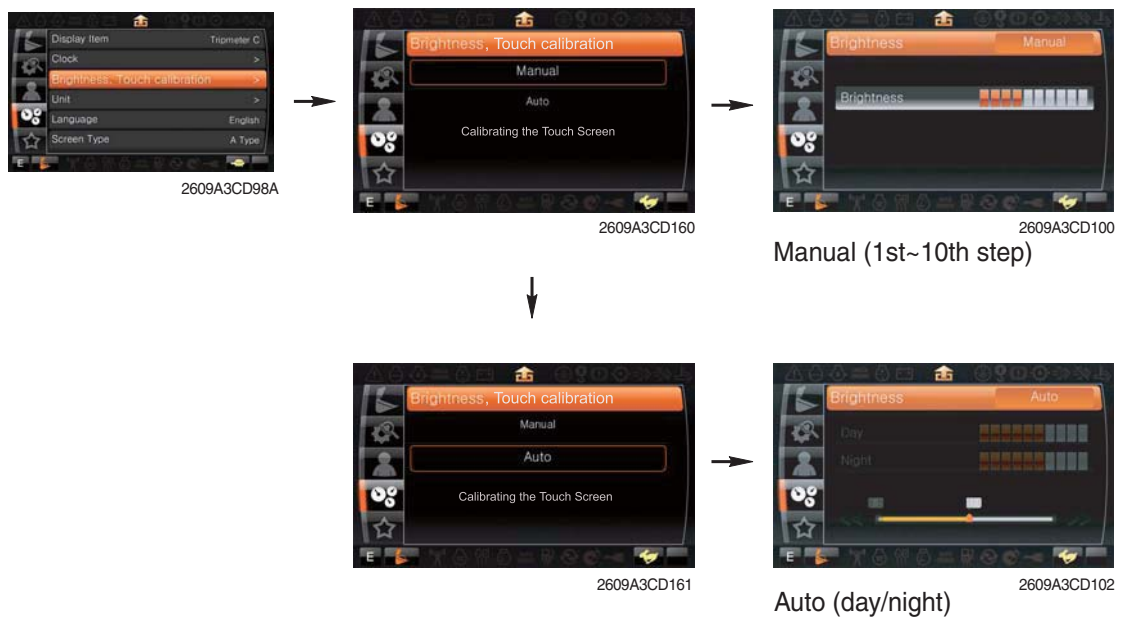 Display Item Tripmeter C
Clock >
Brightness, Touch calibration >
Unit >
Language English
Screen Type A Type
E
2609A3CD98A
Brightness, Touch calibration
Manual
Auto
Calibrating the Touch Screen
E
2609A3CD160
Brightness Manual
Brightness
E
2609A3CD100
Manual (1st~10th step)
Brightness, Touch calibration
Manual
Auto
Calibrating the Touch Screen
E
2609A3CD161
Brightness Auto
Day
Night
E
2609A3CD102
Auto (day/night)